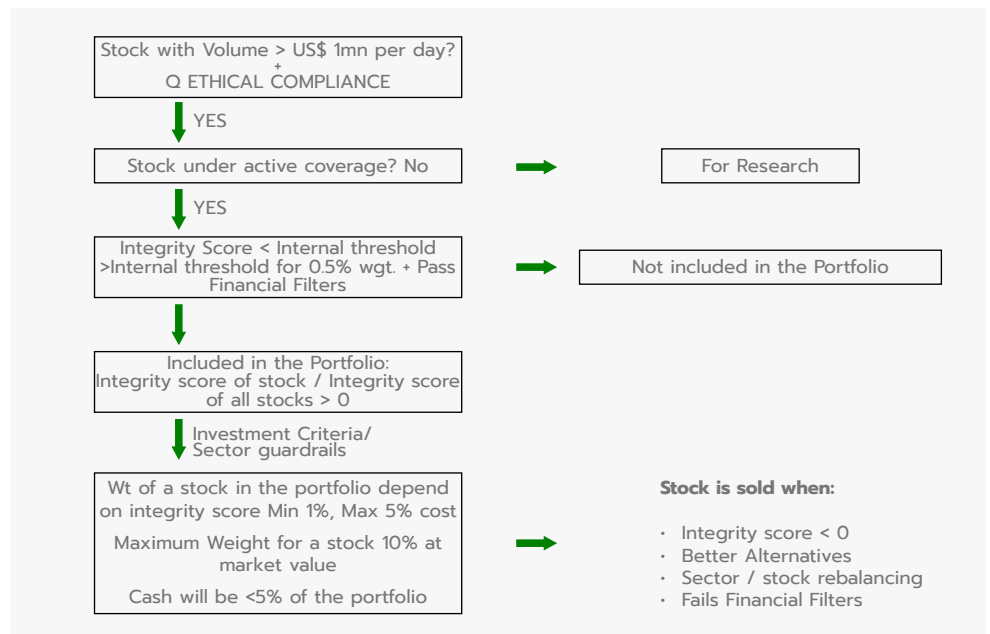 Stock with Volume > US$ 1mn per day?
+
Q ETHICAL COMPLIANCE
YES
Stock under active coverage? No
For Research
YES
Integrity Score < Internal threshold
>Internal threshold for 0.5% wgt. + Pass
Financial Filters
Not included in the Portfolio
Included in the Portfolio:
Integrity score of stock / Integrity score
of all stocks > 0
Investment Criteria/
Sector guardrails
Wt of a stock in the portfolio depend
on integrity score Min 1%, Max 5% cost
Maximum Weight for a stock 10% at
market value
Cash will be <5% of the portfolio
Stock is sold when:
• Integrity score < 0
• Better Alternatives
• Sector / stock rebalancing
• Fails Financial Filters